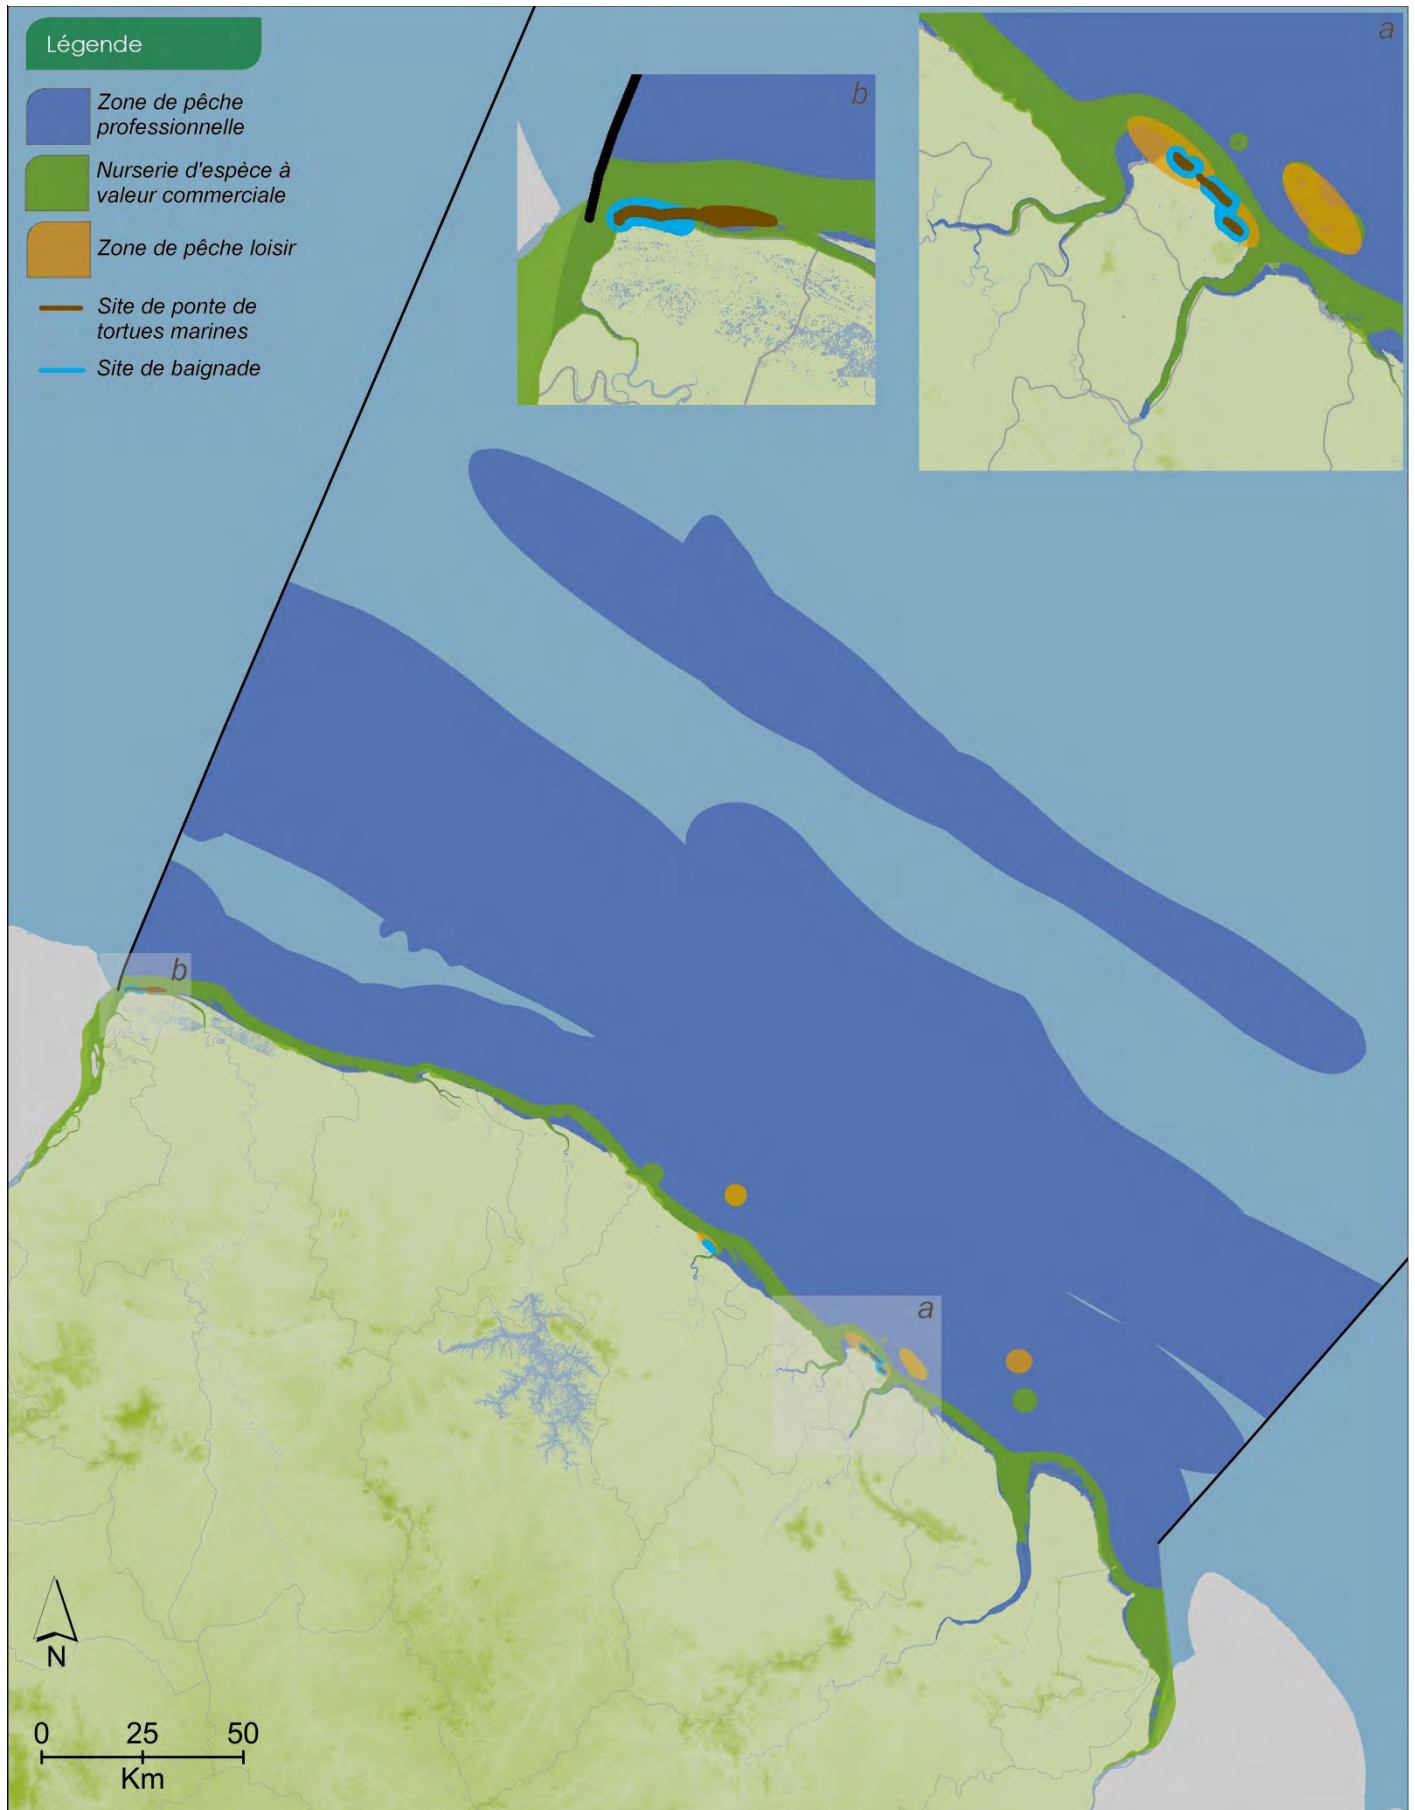 Légende
Zone de pêche
professionnelle
Nurserie d'espèce à
valeur commerciale
Zone de pêche loisir
Site de ponte de
tortues marines
Site de baignade
b
a
b
a
N
0 25 50
Km